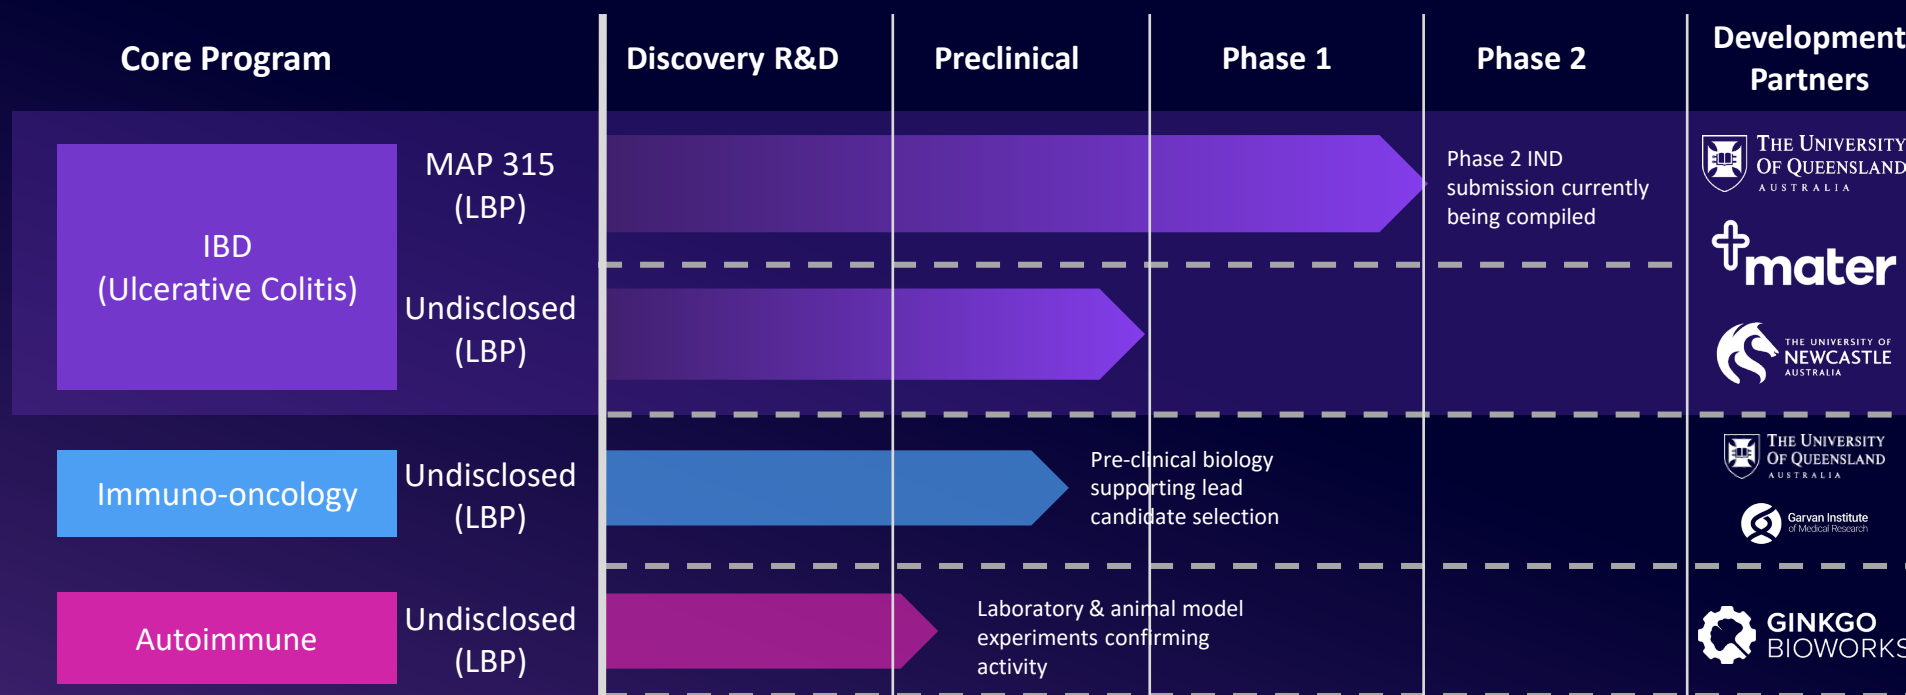 Core Program
Discovery R&D
Preclinical
Phase 1
Phase 2
Development
Partners
IBD
(Ulcerative Colitis)
MAP 315
(LBP)
Phase 2 IND
submission currently
being compiled
THE UNIVERSITY
OF QUEENSLAND
AUSTRALIA
mater
Undisclosed
(LBP)
THE UNIVERSITY OF
NEWCASTLE
AUSTRALIA
Immuno-oncology
Undisclosed
(LBP)
Pre-clinical biology
supporting lead
candidate selection
THE UNIVERSITY
OF QUEENSLAND
AUSTRALIA
Garvan Institute
of Medical Research
Autoimmune
Undisclosed
(LBP)
Laboratory & animal model
experiments confirming
activity
GINKGO
BIOWORKS